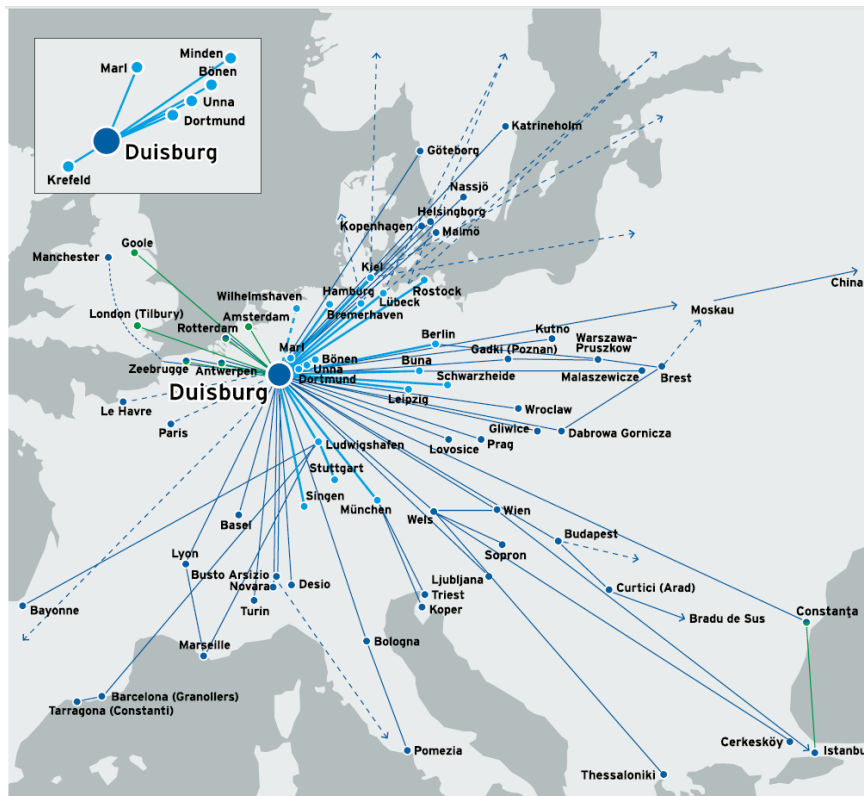 Minden
Marl
Bönen
Unna
Dortmund
Duisburg
Krefeld
Katrineholm
Göteborg
Nassjö
Helsingborg
Kopenhagen
Malmö
Goole
Manchester
Kiel
China
Wilhelmshaven
Hamburg
Lübeck
Rostock
Bremerhaven
Moskau
London (Tilbury)
Amsterdam
Rotterdam
Berlin
Kutno
Warszawa-
Pruszkow
Marl
Bönen
Gadki (Poznan)
Zeebrugge
Antwerpen
Unna
Dortmund
Buna
Malaszewicze
Brest
Schwarzheide
Duisburg
Leipzig
Le Havre
Wroclaw
Paris
Gliwice
Dabrowa Gornicza
Ludwigshafen
Lovosice
Prag
Stuttgart
Singen
München
Wels
Wien
Basel
Budapest
Sopron
Lyon
Busto Arsizio
Novara
Desio
Ljubljana
Triest
Koper
Curtici (Arad)
Bayonne
Turin
Bradu de Sus
Constanţa
Marseille
Bologna
Barcelona (Granollers)
Tarragona (Constanti)
Pomezia
Cerkesköy
Istanbu
Thessaloniki